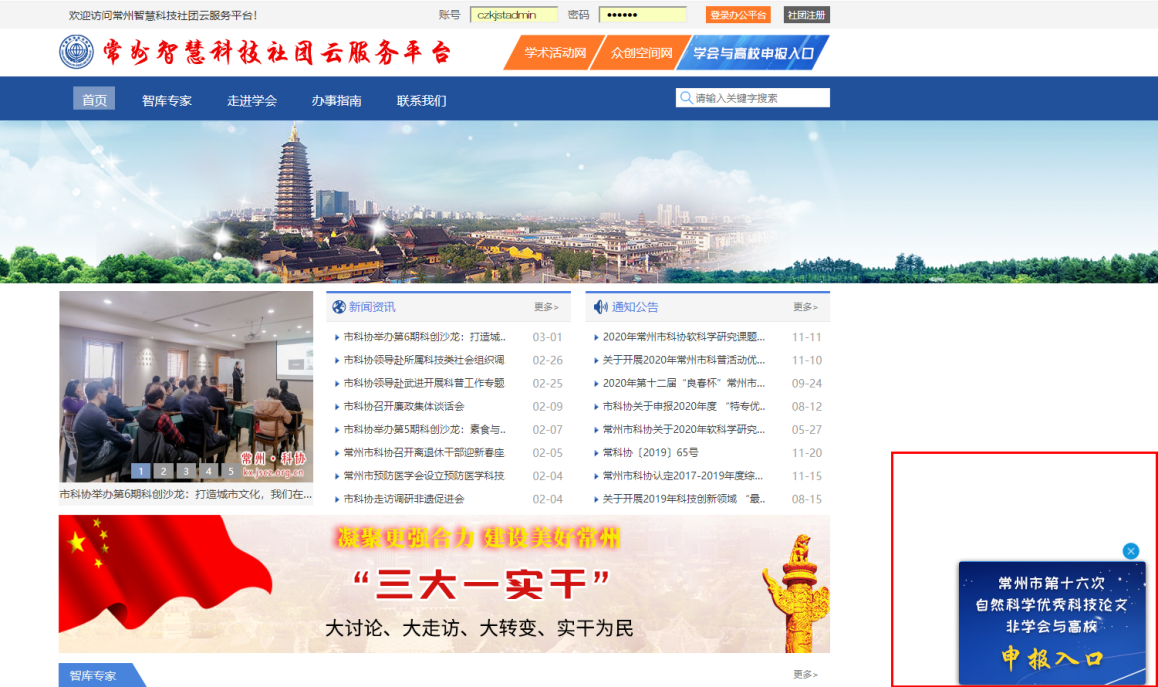 欢迎访问常州智慧科技社团云服务平台!
账号 czkjstadmin 密码 •••••• 登录办公平台 社团注册
常州智慧科技社团云服务平台
学术活动网 众创空间网 学会与高校申报入口
首页 智库专家 走进学会 办事指南 联系我们 请输入关键字搜索
1 2 3 4 5
常州·科协
kx.jscz.org.cn
市科协举办第6期科创沙龙：打造城市文化，我们在...
新闻资讯 更多>
市科协举办第6期科创沙龙：打造城.. 03-01
市科协领导赴所属科技类社会组织调 02-26
市科协领导赴武进开展科普工作专题 02-25
市科协召开廉政集体谈话会 02-09
市科协举办第5期科创沙龙：素食与.. 02-07
常州市科协召开离退休干部迎新春座 02-05
常州市预防医学会设立预防医学科技 02-04
市科协走访调研非遗促进会 02-04
通知公告 更多>
2020年常州市科协软科学研究课题... 11-11
关于开展2020年常州市科普活动优... 11-10
2020年第十二届“良春杯”常州市... 09-24
市科协关于申报2020年度 “特专优.. 08-12
常州市科协关于2020年软科学研究... 05-27
常科协〔2019〕65号 11-20
常州市科协认定2017-2019年度综... 11-15
关于开展2019年科技创新领域 “最.. 08-15
凝聚更强合力 建设美好常州
“三大一实干”
大讨论、大走访、大转变、实干为民
智库专家 更多>
常州市第十六次
自然科学优秀科技论文
非学会与高校
申报入口